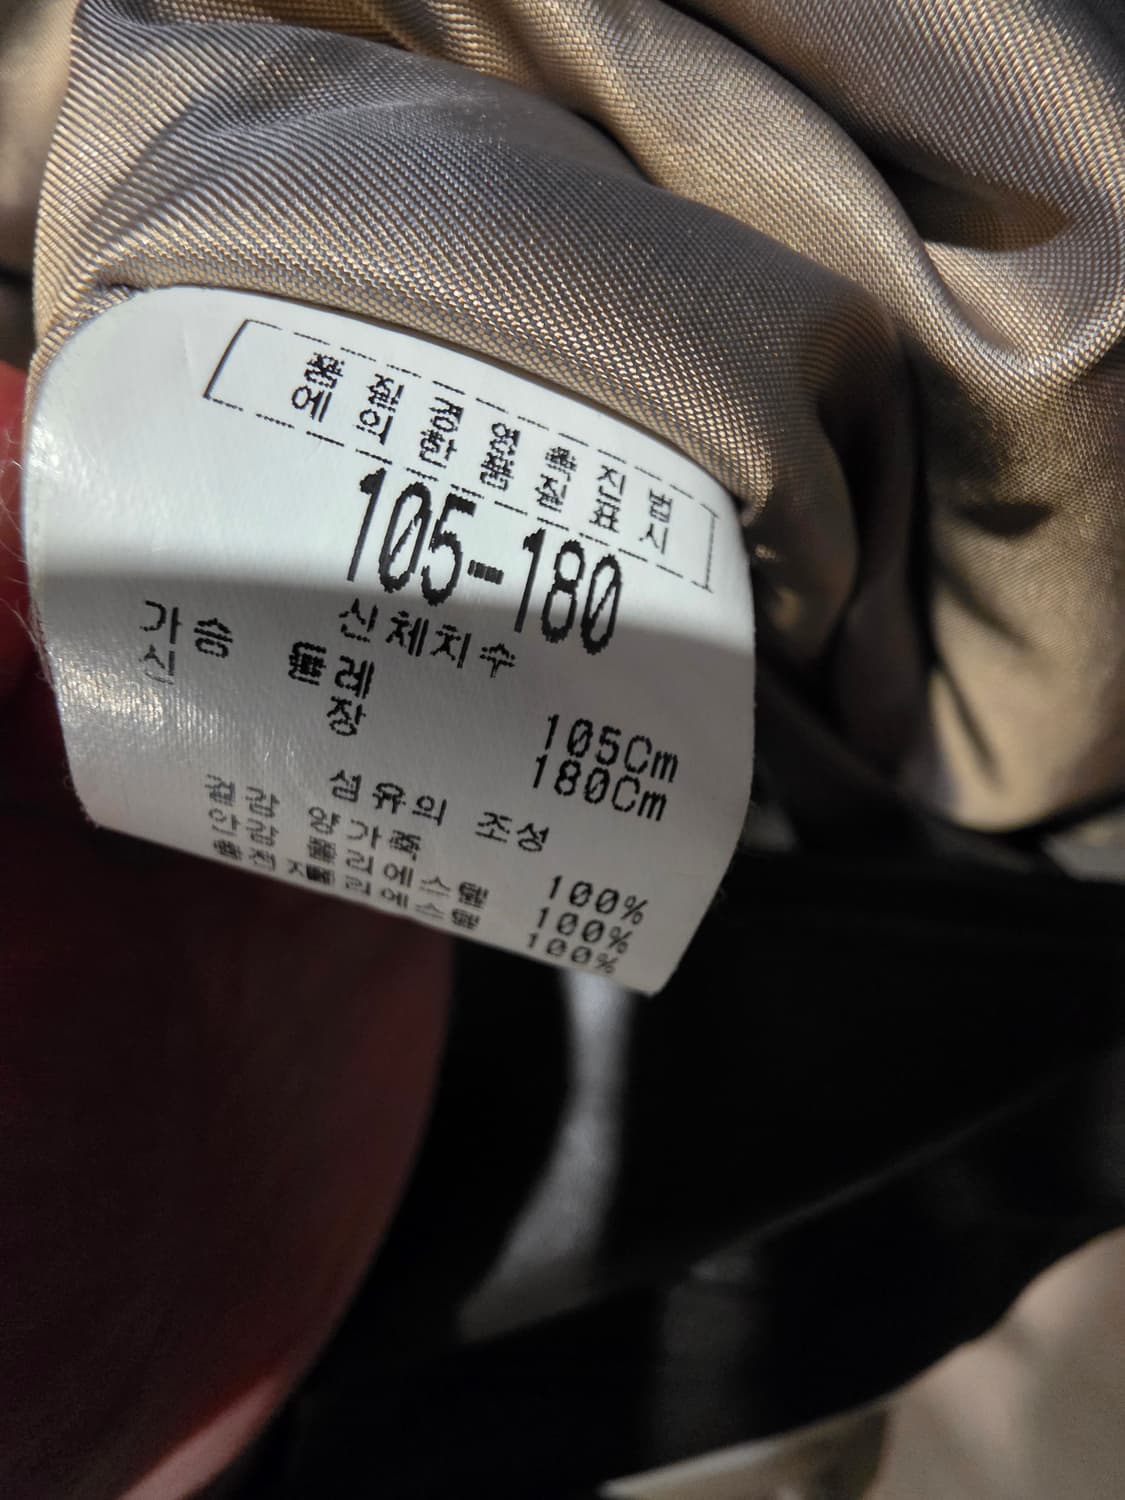 품질경영촉진법
에의한품질표시
105-180
신체치수
가슴둘레 105Cm
신장 180Cm
섬유의 조성
겉감 양가죽 100%
안감 폴리에스텔 100%
충전재폴리에스텔 100%